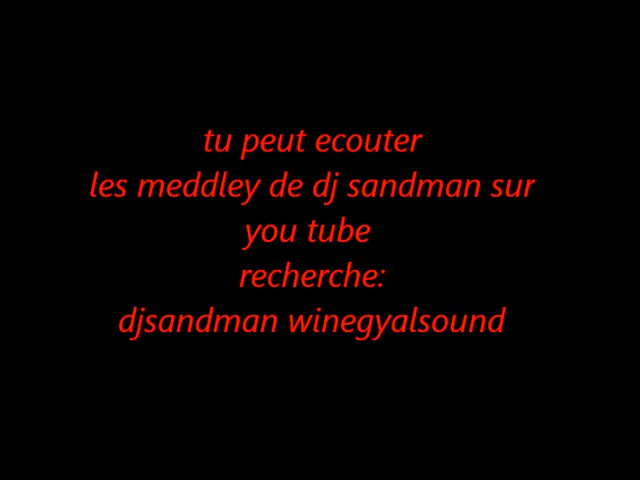 tu peut ecouter
les meddley de dj sandman sur
you tube
recherche:
djsandman winegyalsound